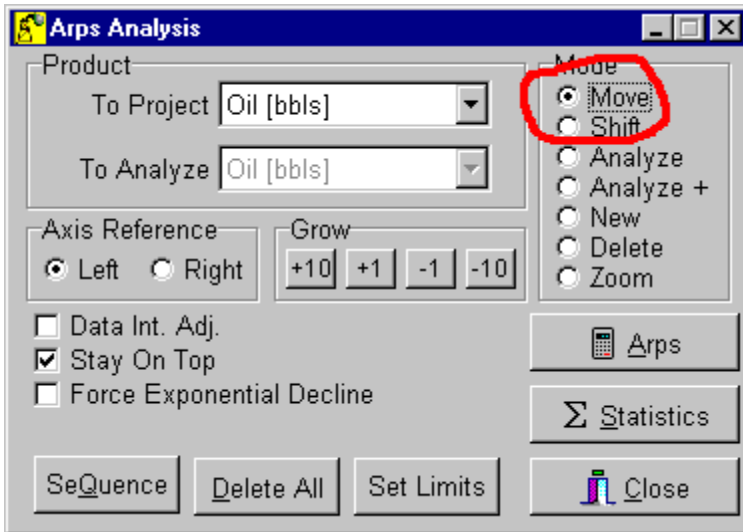 Arps Analysis
Product
To Project Oil [bbls]
To Analyze Oil [bbls]
Mode
Move
Shift
Analyze
Analyze +
New
Delete
Zoom
Axis Reference
Left Right
Grow
+10 +1 -1 -10
Data Int. Adj.
Stay On Top
Force Exponential Decline
Arps
Σ Statistics
SeQuence Delete All Set Limits Close